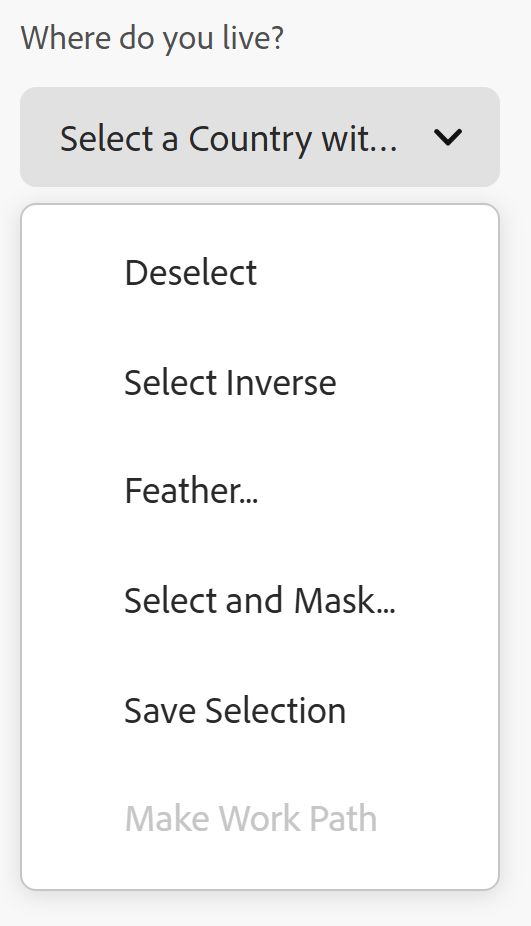 Where do you live?
Select a Country wit...
Deselect
Select Inverse
Feather...
Select and Mask...
Save Selection
Make Work Path